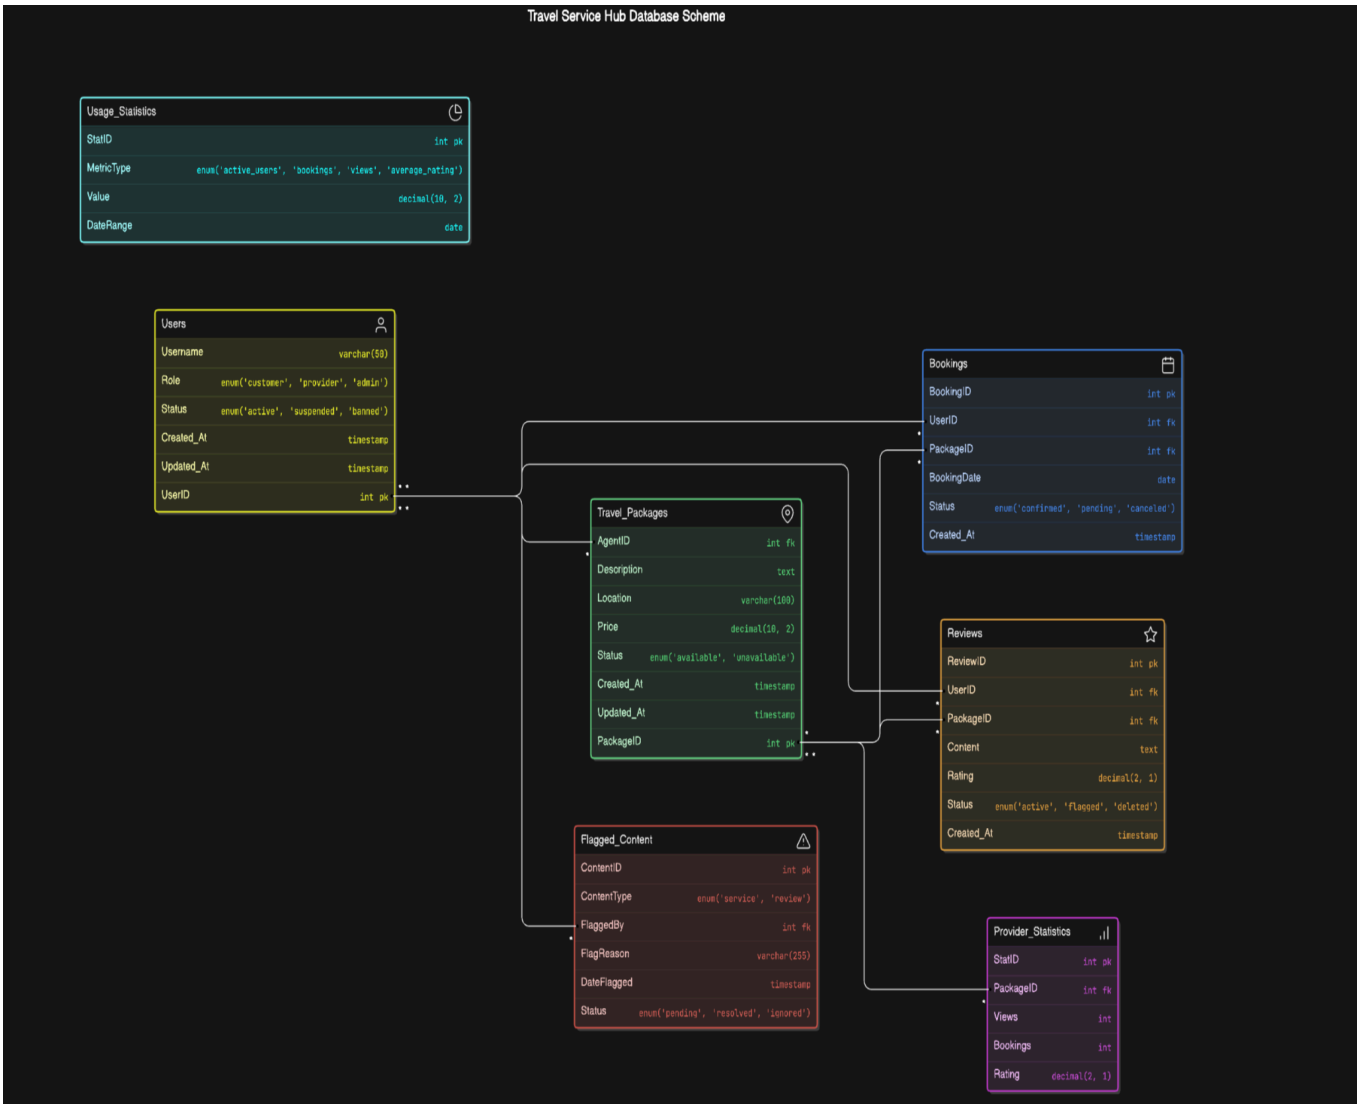 Travel Service Hub Database Scheme
Usage_Statistics
StatID int pk
MetricType enum('active_users', 'bookings', 'views', 'average_rating')
Value decimal(10, 2)
DateRange date
Users
Username varchar(50)
Role enum('customer', 'provider', 'admin')
Status enum('active', 'suspended', 'banned')
Created_At timestamp
Updated_At timestamp
UserID int pk
Bookings
BookingID int pk
UserID int fk
PackageID int fk
BookingDate date
Status enum('confirmed', 'pending', 'canceled')
Created_At timestamp
Travel_Packages
AgentID int fk
Description text
Location varchar(100)
Price decimal(10, 2)
Status enum('available', 'unavailable')
Created_At timestamp
Updated_At timestamp
PackageID int pk
Reviews
ReviewID int pk
UserID int fk
PackageID int fk
Content text
Rating decimal(2, 1)
Status enum('active', 'flagged', 'deleted')
Created_At timestamp
Flagged_Content
ContentID int pk
ContentType enum('service', 'review')
FlaggedBy int fk
FlagReason varchar(255)
DateFlagged timestamp
Status enum('pending', 'resolved', 'ignored')
Provider_Statistics
StatID int pk
PackageID int fk
Views int
Bookings int
Rating decimal(2, 1)